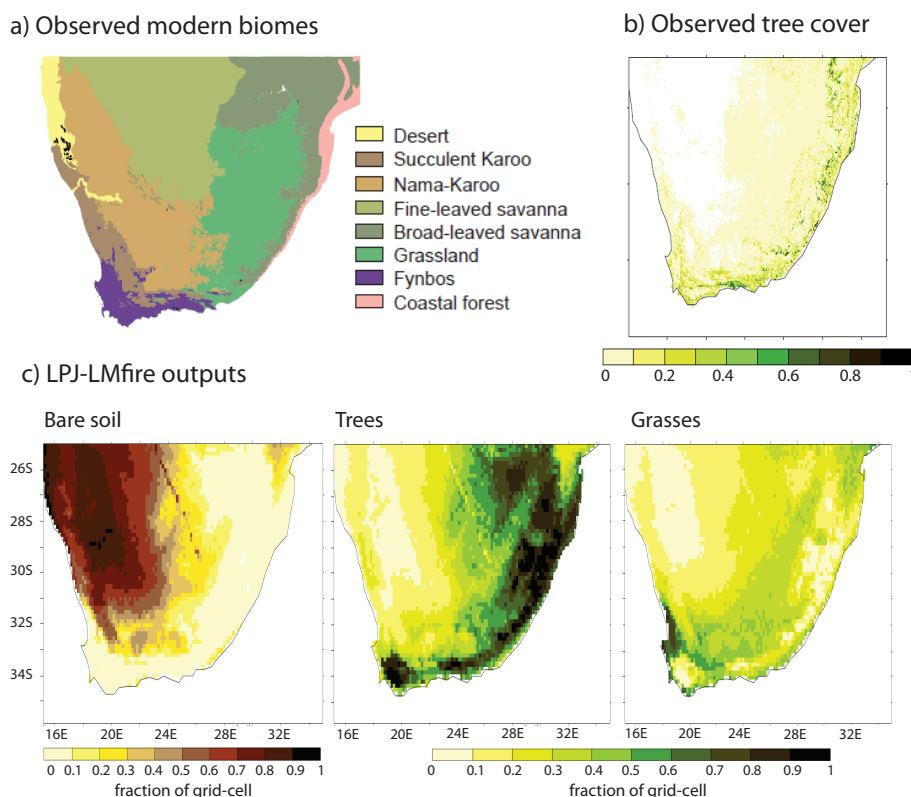 a) Observed modern biomes
b) Observed tree cover
Desert
Succulent Karoo
Nama-Karoo
Fine-leaved savanna
Broad-leaved savanna
Grassland
Fynbos
Coastal forest
0 0.2 0.4 0.6 0.8 1
c) LPJ-LMfire outputs
Bare soil
Trees
Grasses
26S
28S
30S
32S
34S
16E 20E 24E 28E 32E
16E 20E 24E 28E 32E
16E 20E 24E 28E 32E
0 0.1 0.2 0.3 0.4 0.5 0.6 0.7 0.8 0.9 1
fraction of grid-cell
0 0.1 0.2 0.3 0.4 0.5 0.6 0.7 0.8 0.9 1
fraction of grid-cell